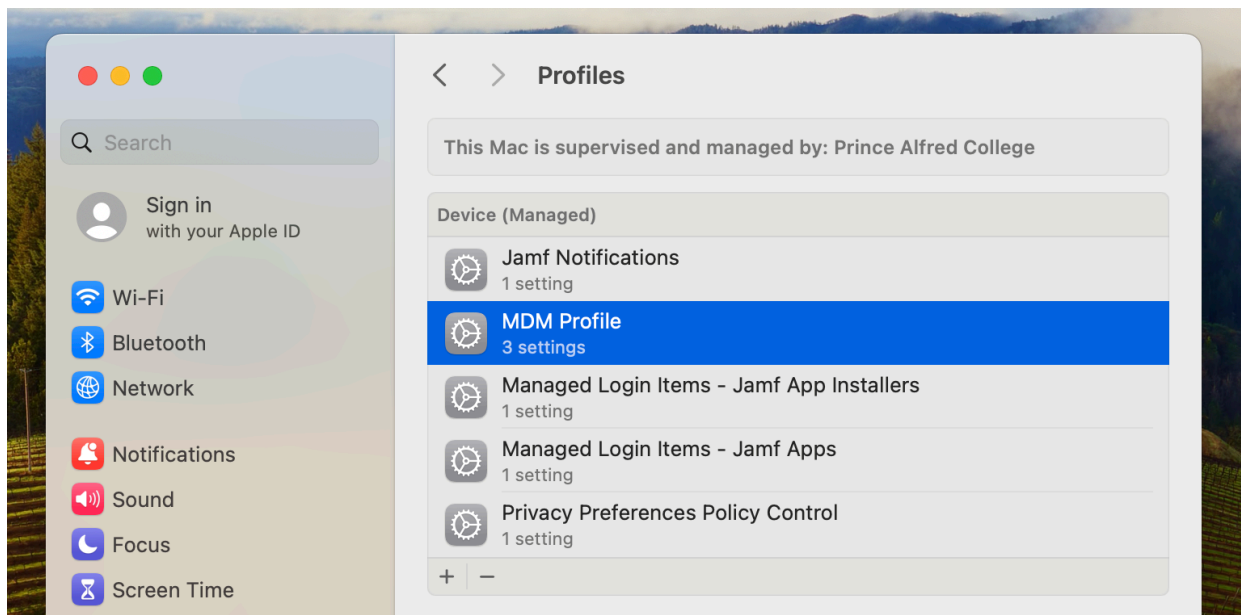 Search
Sign in
with your Apple ID
Wi-Fi
Bluetooth
Network
Notifications
Sound
Focus
Screen Time
Profiles
This Mac is supervised and managed by: Prince Alfred College
Device (Managed)
Jamf Notifications
1 setting
MDM Profile
3 settings
Managed Login Items - Jamf App Installers
1 setting
Managed Login Items - Jamf Apps
1 setting
Privacy Preferences Policy Control
1 setting